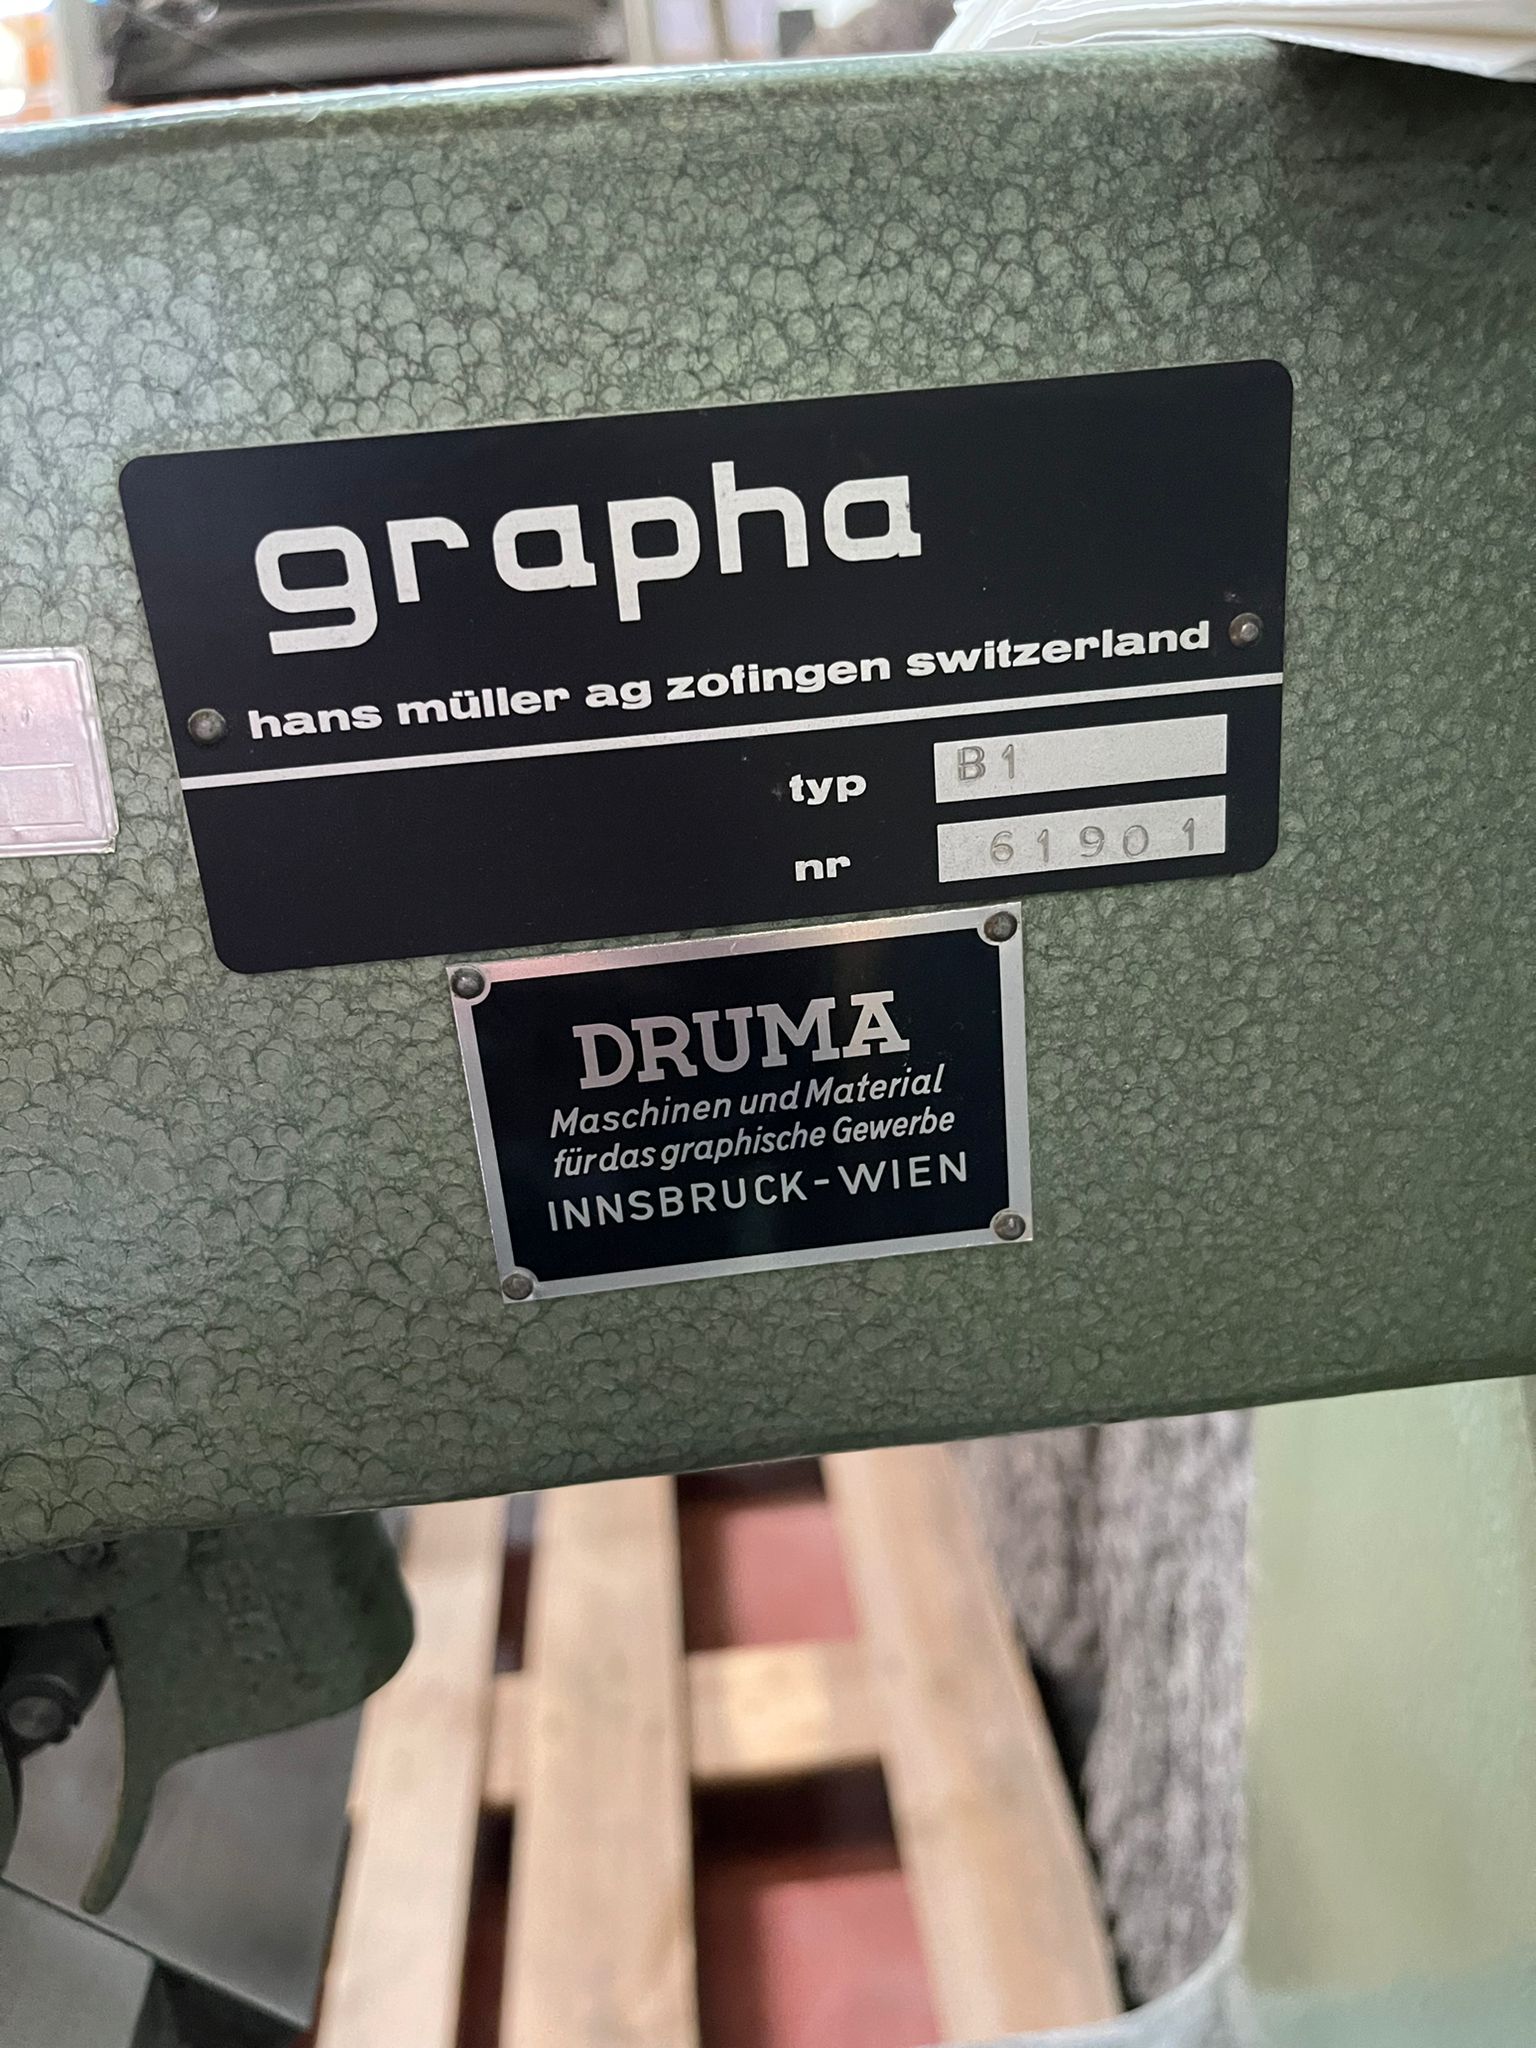 grapha
hans müller ag zofingen switzerland
typ B1
nr 61901
DRUMA
Maschinen und Material
für das graphische Gewerbe
INNSBRUCK-WIEN